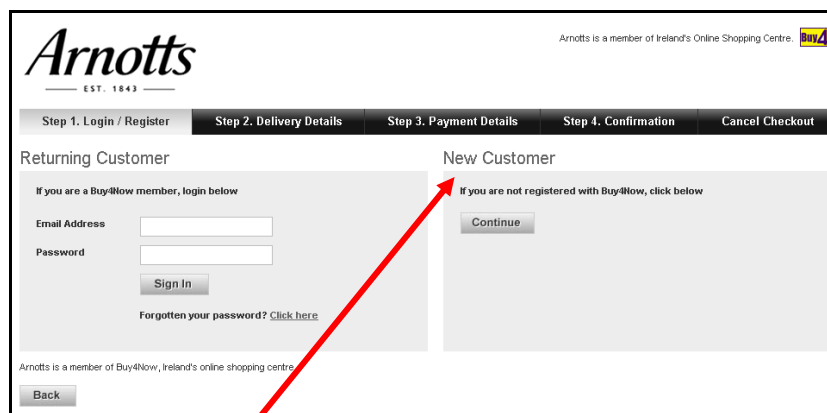 Arnotts
EST. 1843
Arnotts is a member of Ireland's Online Shopping Centre.
Buy4
Step 1. Login / Register
Step 2. Delivery Details
Step 3. Payment Details
Step 4. Confirmation
Cancel Checkout
Returning Customer
If you are a Buy4Now member, login below
Email Address
Password
Sign In
Forgotten your password? Click here
New Customer
If you are not registered with Buy4Now, click below
Continue
Arnotts is a member of Buy4Now, Ireland's online shopping centre
Back